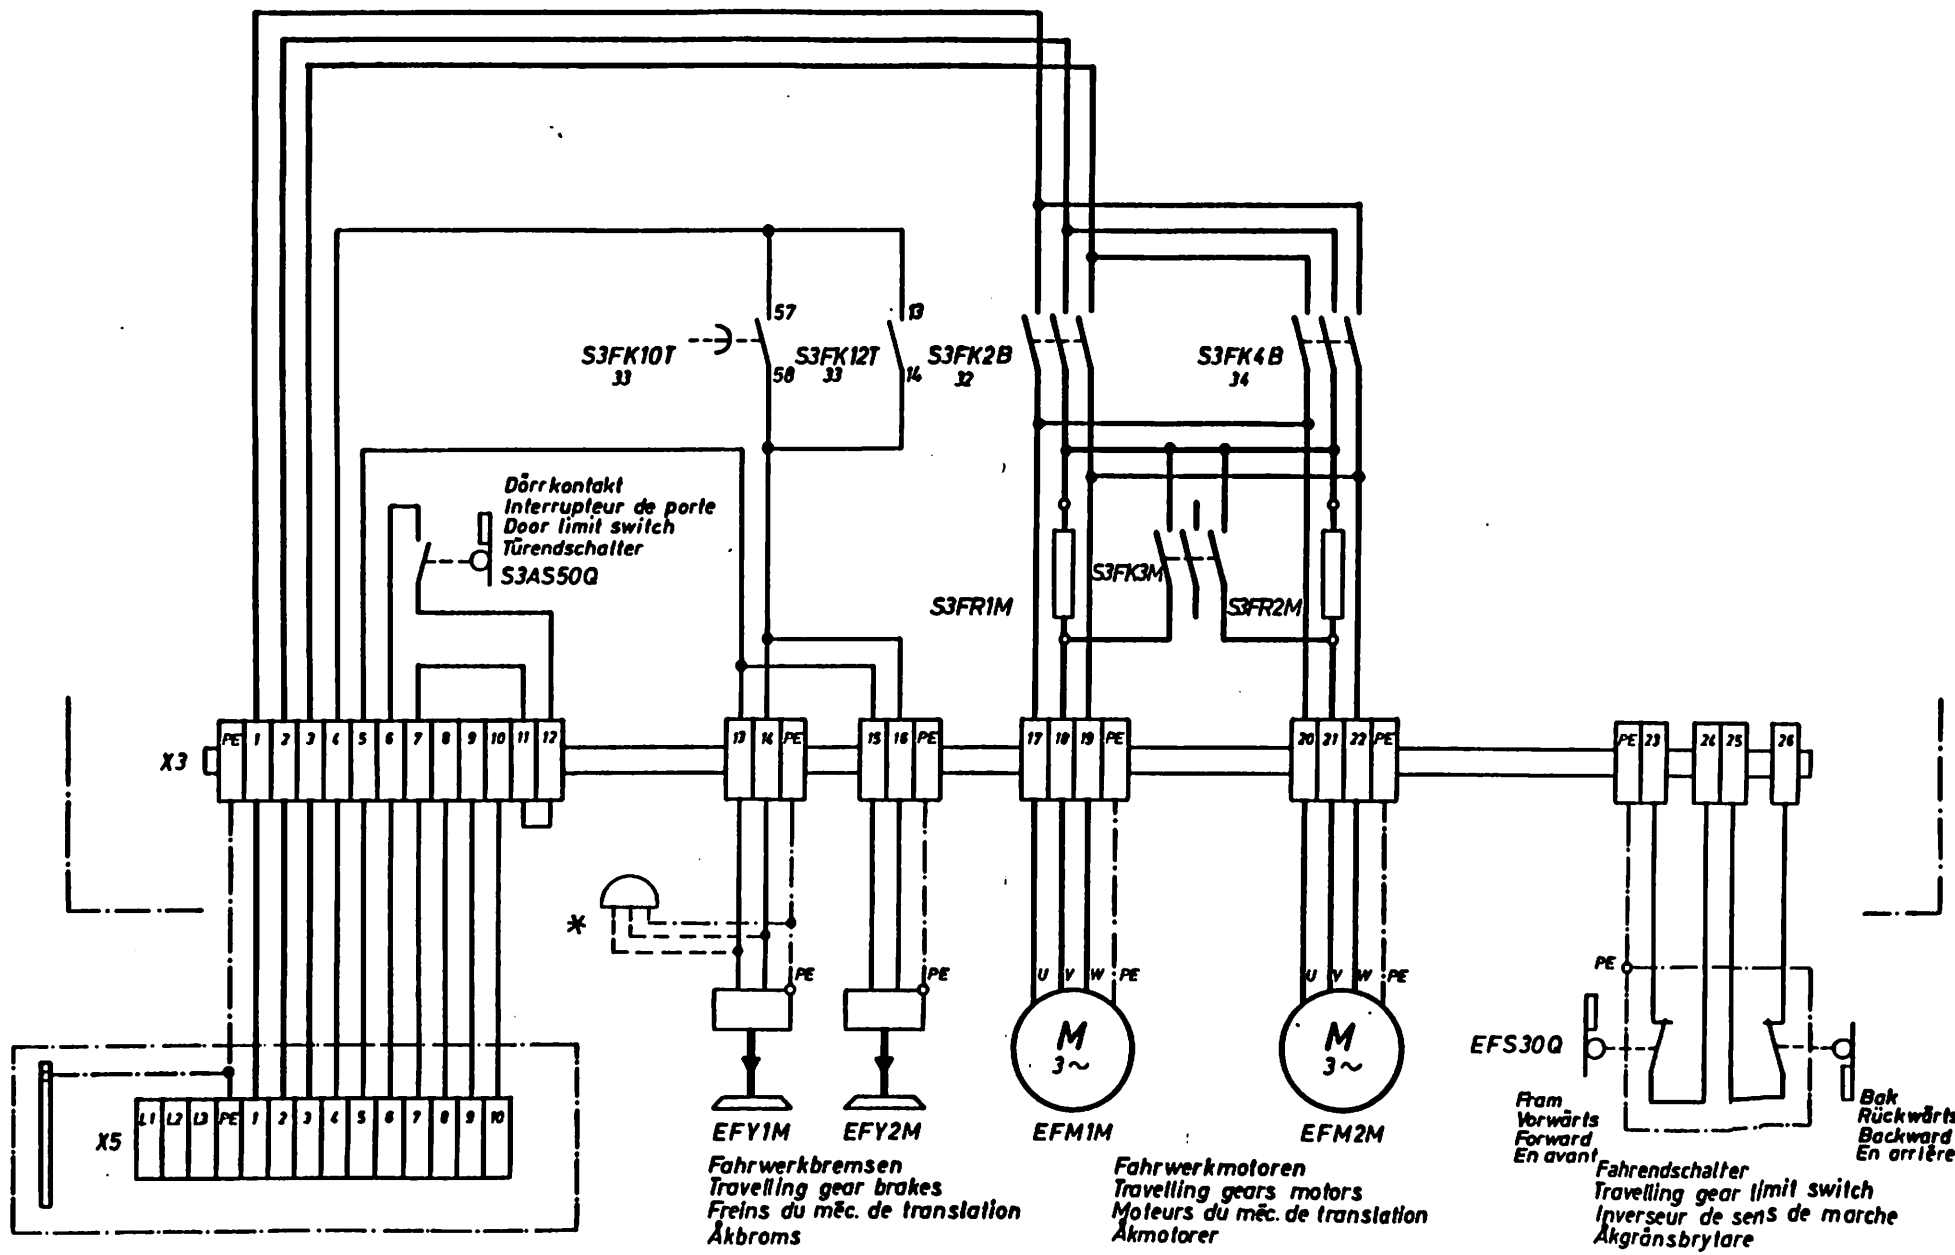 57
13
S3FK10T
33
58
S3FK12T
33
14
S3FK2B
32
S3FK4B
34
Dörrkontakt
Interrupteur de porte
Door limit switch
Türendschalter
S3AS50Q
S3FK3M
S3FR1M
S3FR2M
X3
PE 1 2 3 4 5 6 7 8 9 10 11 12
13 14 PE
15 16 PE
17 18 19 PE
20 21 22 PE
PE 23
24 25
26
*
PE
PE
U V W PE
U V W PE
PE
M
3~
M
3~
EFS30Q
X5
L1 L2 L3 PE 1 2 3 4 5 6 7 8 9 10
EFY1M
EFY2M
EFM1M
EFM2M
Fram
Vorwärts
Forward
En avant
Bak
Rückwärts
Backward
En arrière
Fahrwerkbremsen
Travelling gear brakes
Freins du méc. de translation
Åkbroms
Fahrwerkmotoren
Travelling gears motors
Moteurs du méc. de translation
Åkmotorer
Fahrendschalter
Travelling gear limit switch
Inverseur de sens de marche
Åkgränsbrytare